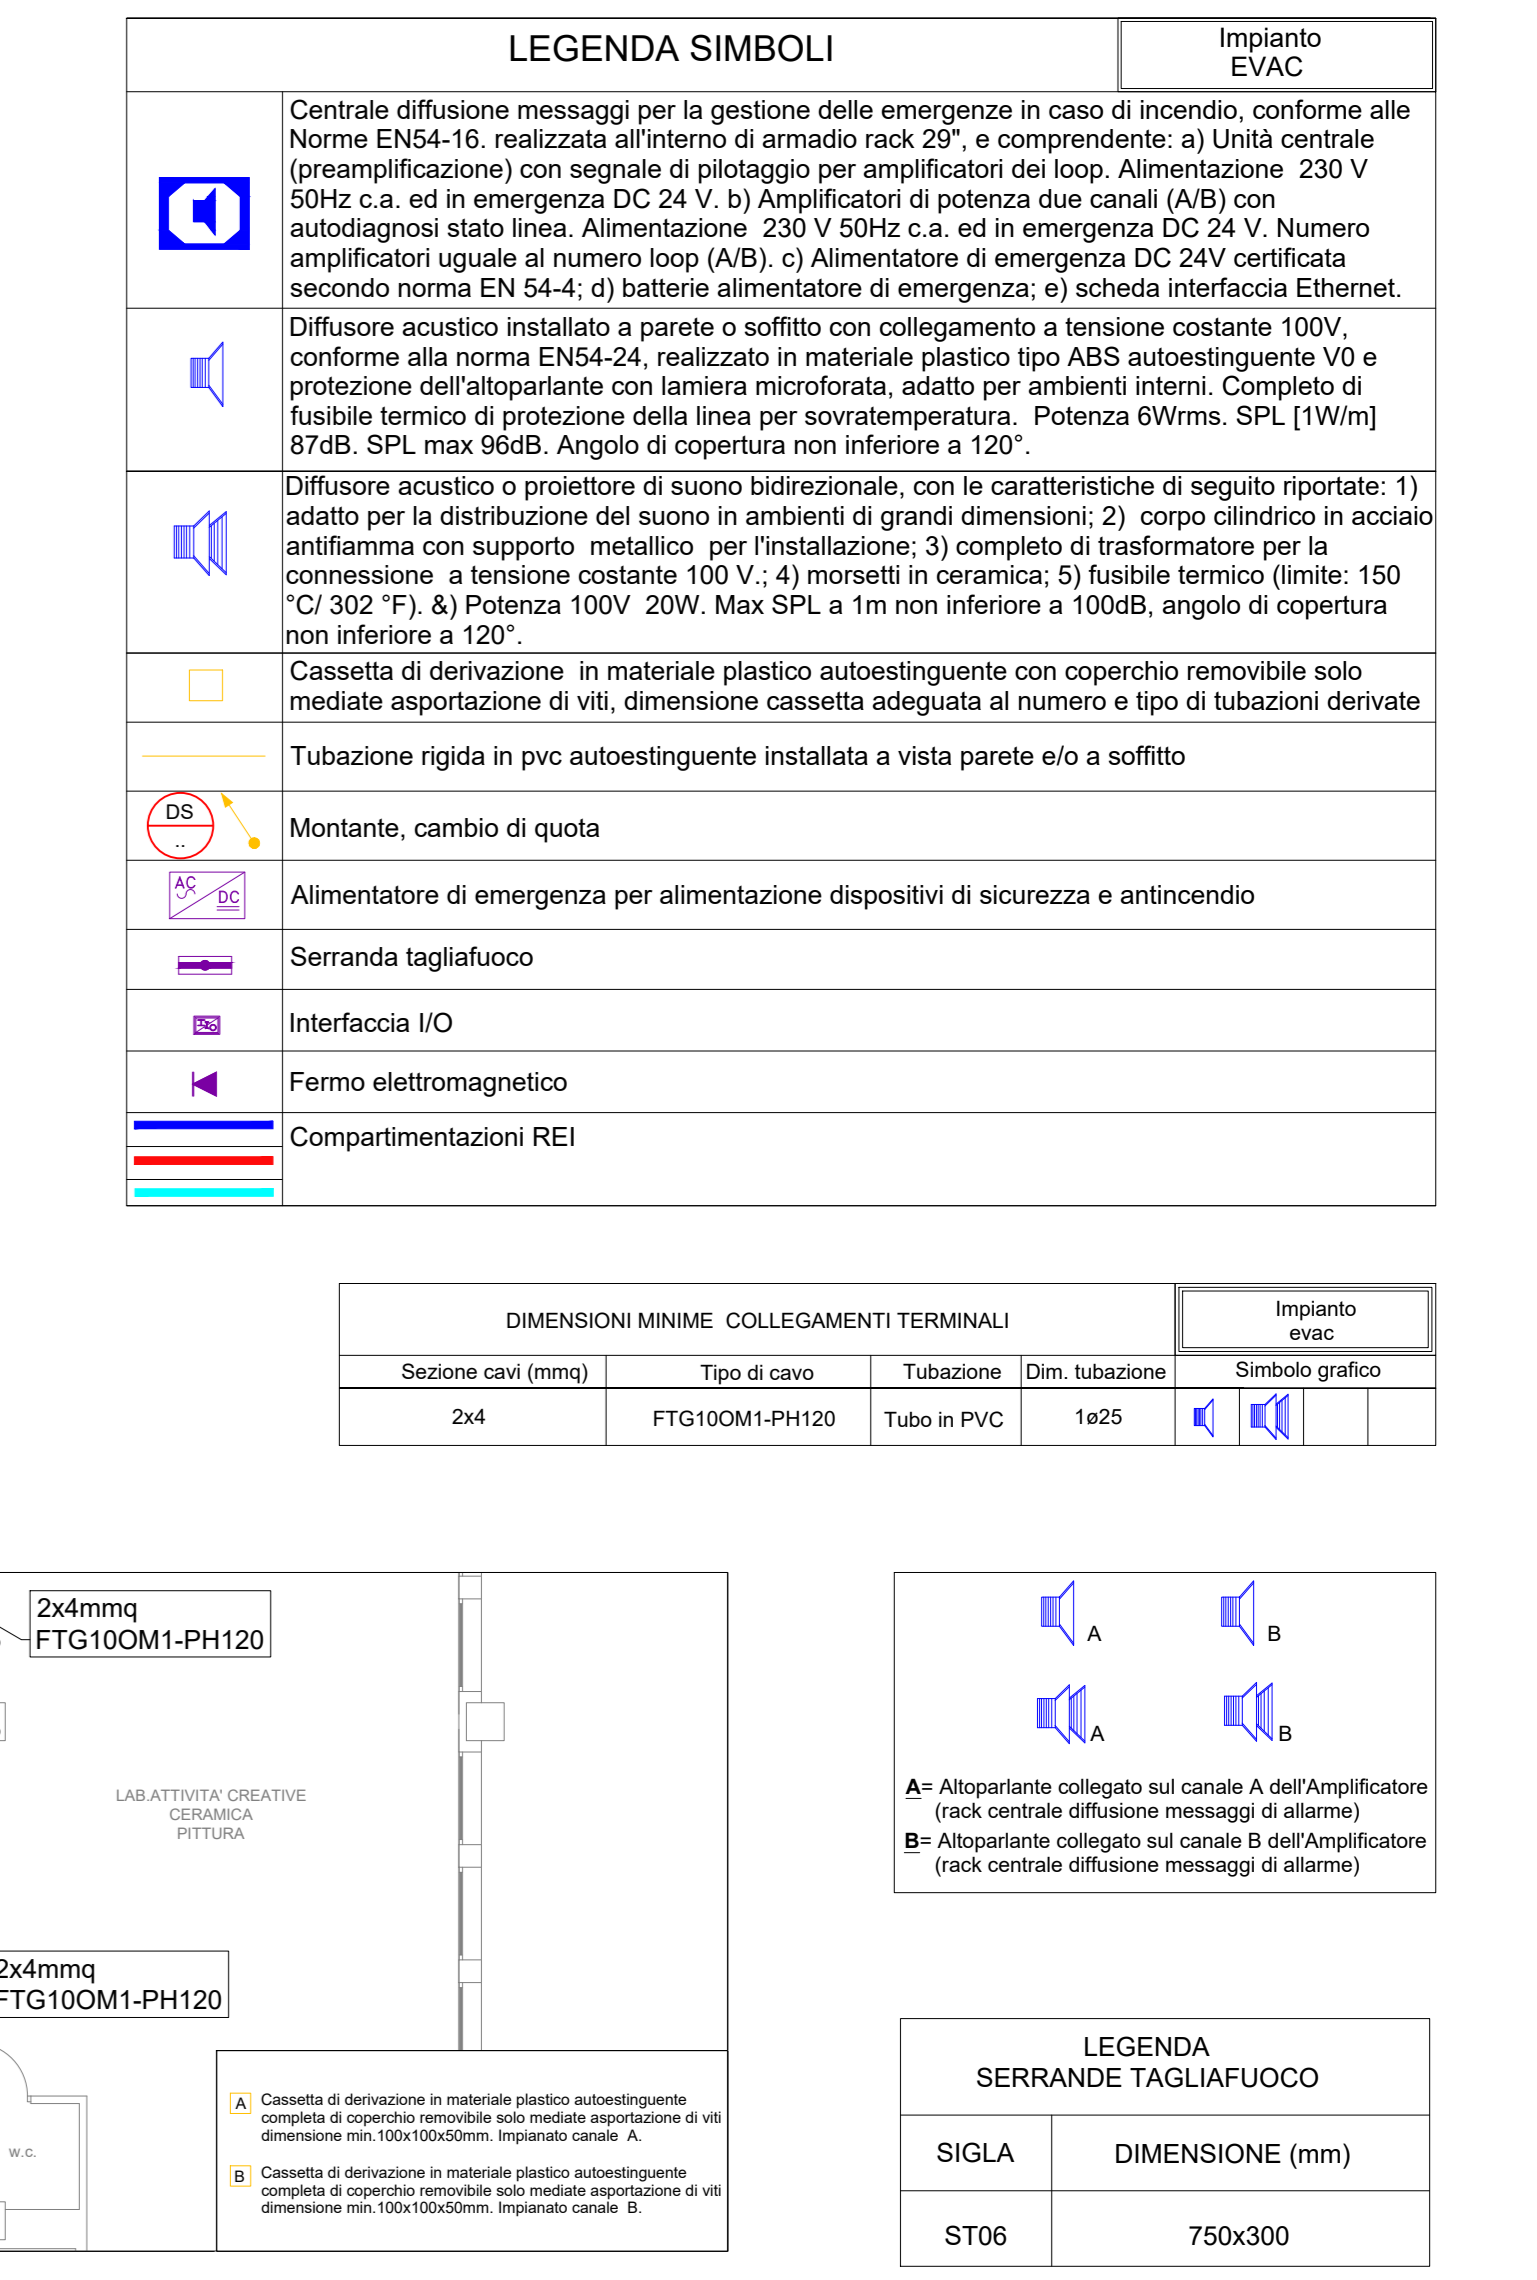 LEGENDA SIMBOLI
Impianto
EVAC
Centrale diffusione messaggi per la gestione delle emergenze in caso di incendio, conforme alle
Norme EN54-16. realizzata all'interno di armadio rack 29", e comprendente: a) Unità centrale
(preamplificazione) con segnale di pilotaggio per amplificatori dei loop. Alimentazione 230 V
50Hz c.a. ed in emergenza DC 24 V. b) Amplificatori di potenza due canali (A/B) con
autodiagnosi stato linea. Alimentazione 230 V 50Hz c.a. ed in emergenza DC 24 V. Numero
amplificatori uguale al numero loop (A/B). c) Alimentatore di emergenza DC 24V certificata
secondo norma EN 54-4; d) batterie alimentatore di emergenza; e) scheda interfaccia Ethernet.
Diffusore acustico installato a parete o soffitto con collegamento a tensione costante 100V,
conforme alla norma EN54-24, realizzato in materiale plastico tipo ABS autoestinguente V0 e
protezione dell'altoparlante con lamiera microforata, adatto per ambienti interni. Completo di
fusibile termico di protezione della linea per sovratemperatura. Potenza 6Wrms. SPL [1W/m]
87dB. SPL max 96dB. Angolo di copertura non inferiore a 120°.
Diffusore acustico o proiettore di suono bidirezionale, con le caratteristiche di seguito riportate: 1)
adatto per la distribuzione del suono in ambienti di grandi dimensioni; 2) corpo cilindrico in acciaio
antifiamma con supporto metallico per l'installazione; 3) completo di trasformatore per la
connessione a tensione costante 100 V.; 4) morsetti in ceramica; 5) fusibile termico (limite: 150
°C/ 302 °F). &) Potenza 100V 20W. Max SPL a 1m non inferiore a 100dB, angolo di copertura
non inferiore a 120°.
Cassetta di derivazione in materiale plastico autoestinguente con coperchio removibile solo
mediate asportazione di viti, dimensione cassetta adeguata al numero e tipo di tubazioni derivate
Tubazione rigida in pvc autoestinguente installata a vista parete e/o a soffitto
DS
..
Montante, cambio di quota
AC
DC
Alimentatore di emergenza per alimentazione dispositivi di sicurezza e antincendio
Serranda tagliafuoco
I/O
Interfaccia I/O
Fermo elettromagnetico
Compartimentazioni REI
DIMENSIONI MINIME COLLEGAMENTI TERMINALI
Impianto
evac
Sezione cavi (mmq) Tipo di cavo Tubazione Dim. tubazione Simbolo grafico
2x4 FTG10OM1-PH120 Tubo in PVC 1ø25
2x4mmq
FTG10OM1-PH120
LAB.ATTIVITA' CREATIVE
CERAMICA
PITTURA
2x4mmq
FTG10OM1-PH120
w.c.
A Cassetta di derivazione in materiale plastico autoestinguente
completa di coperchio removibile solo mediate asportazione di viti
dimensione min.100x100x50mm. Impianato canale A.
B Cassetta di derivazione in materiale plastico autoestinguente
completa di coperchio removibile solo mediate asportazione di viti
dimensione min.100x100x50mm. Impianato canale B.
A B
A B
A= Altoparlante collegato sul canale A dell'Amplificatore
(rack centrale diffusione messaggi di allarme)
B= Altoparlante collegato sul canale B dell'Amplificatore
(rack centrale diffusione messaggi di allarme)
LEGENDA
SERRANDE TAGLIAFUOCO
SIGLA DIMENSIONE (mm)
ST06 750x300